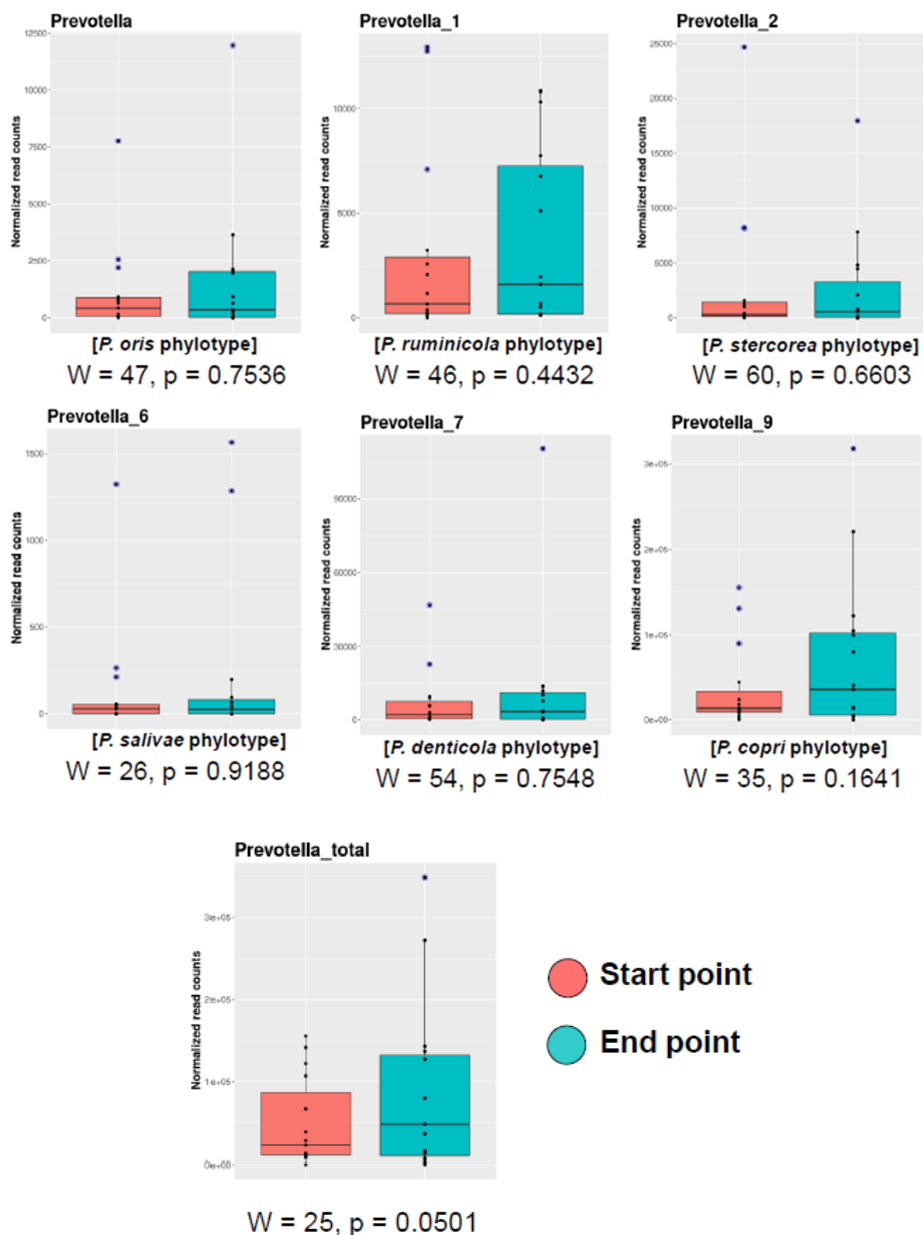 Prevotella
Normalized read counts
12500
10000
7500
5000
2500
0
[P. oris phylotype]
W = 47, p = 0.7536
Prevotella_1
Normalized read counts
10000
5000
0
[P. ruminicola phylotype]
W = 46, p = 0.4432
Prevotella_2
Normalized read counts
25000
20000
15000
10000
5000
0
[P. stercorea phylotype]
W = 60, p = 0.6603
Prevotella_6
Normalized read counts
1500
1000
500
0
[P. salivae phylotype]
W = 26, p = 0.9188
Prevotella_7
Normalized read counts
90000
60000
30000
0
[P. denticola phylotype]
W = 54, p = 0.7548
Prevotella_9
Normalized read counts
3e+05
2e+05
1e+05
0e+00
[P. copri phylotype]
W = 35, p = 0.1641
Prevotella_total
Normalized read counts
3e+05
2e+05
1e+05
0e+00
W = 25, p = 0.0501
Start point
End point